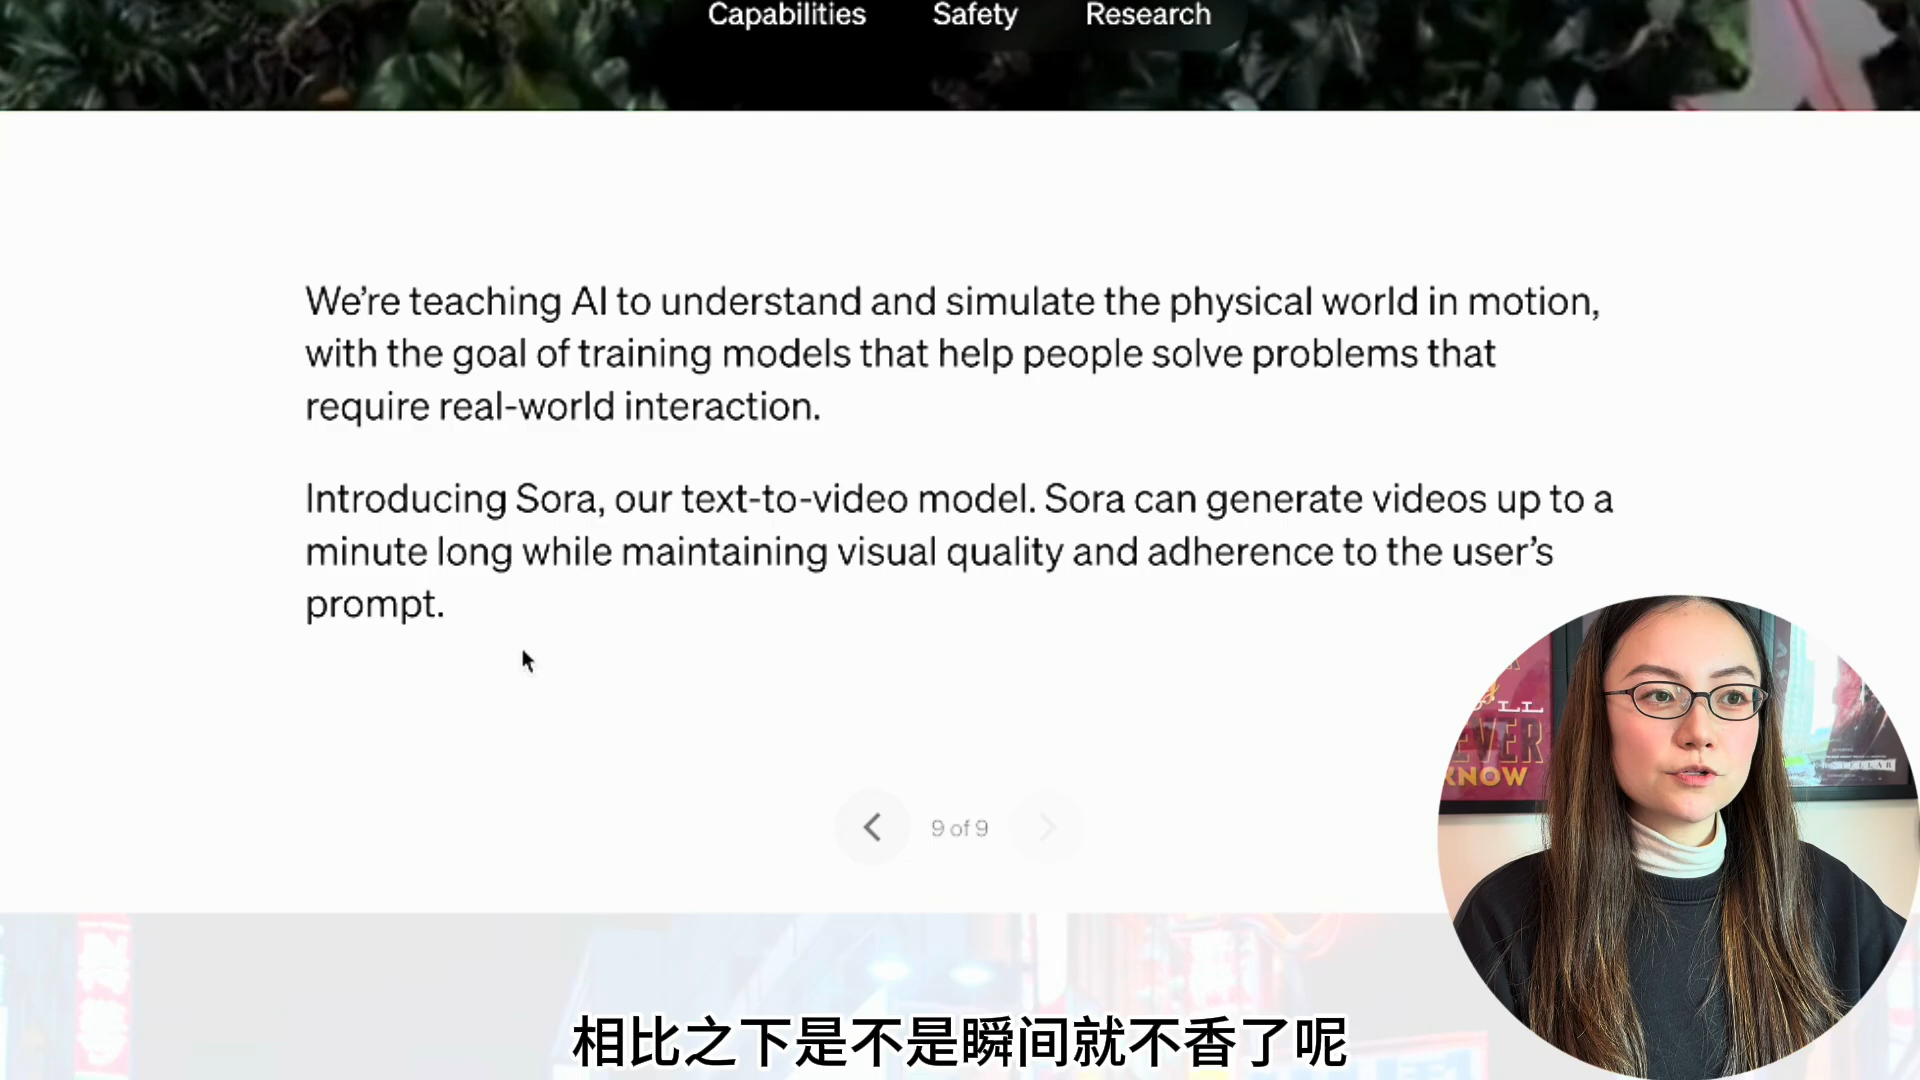 Capabilities Safety Research
We’re teaching AI to understand and simulate the physical world in motion,
with the goal of training models that help people solve problems that
require real-world interaction.
Introducing Sora, our text-to-video model. Sora can generate videos up to a
minute long while maintaining visual quality and adherence to the user’s
prompt.
EVER
KNOW
9 of 9
相比之下是不是瞬间就不香了呢